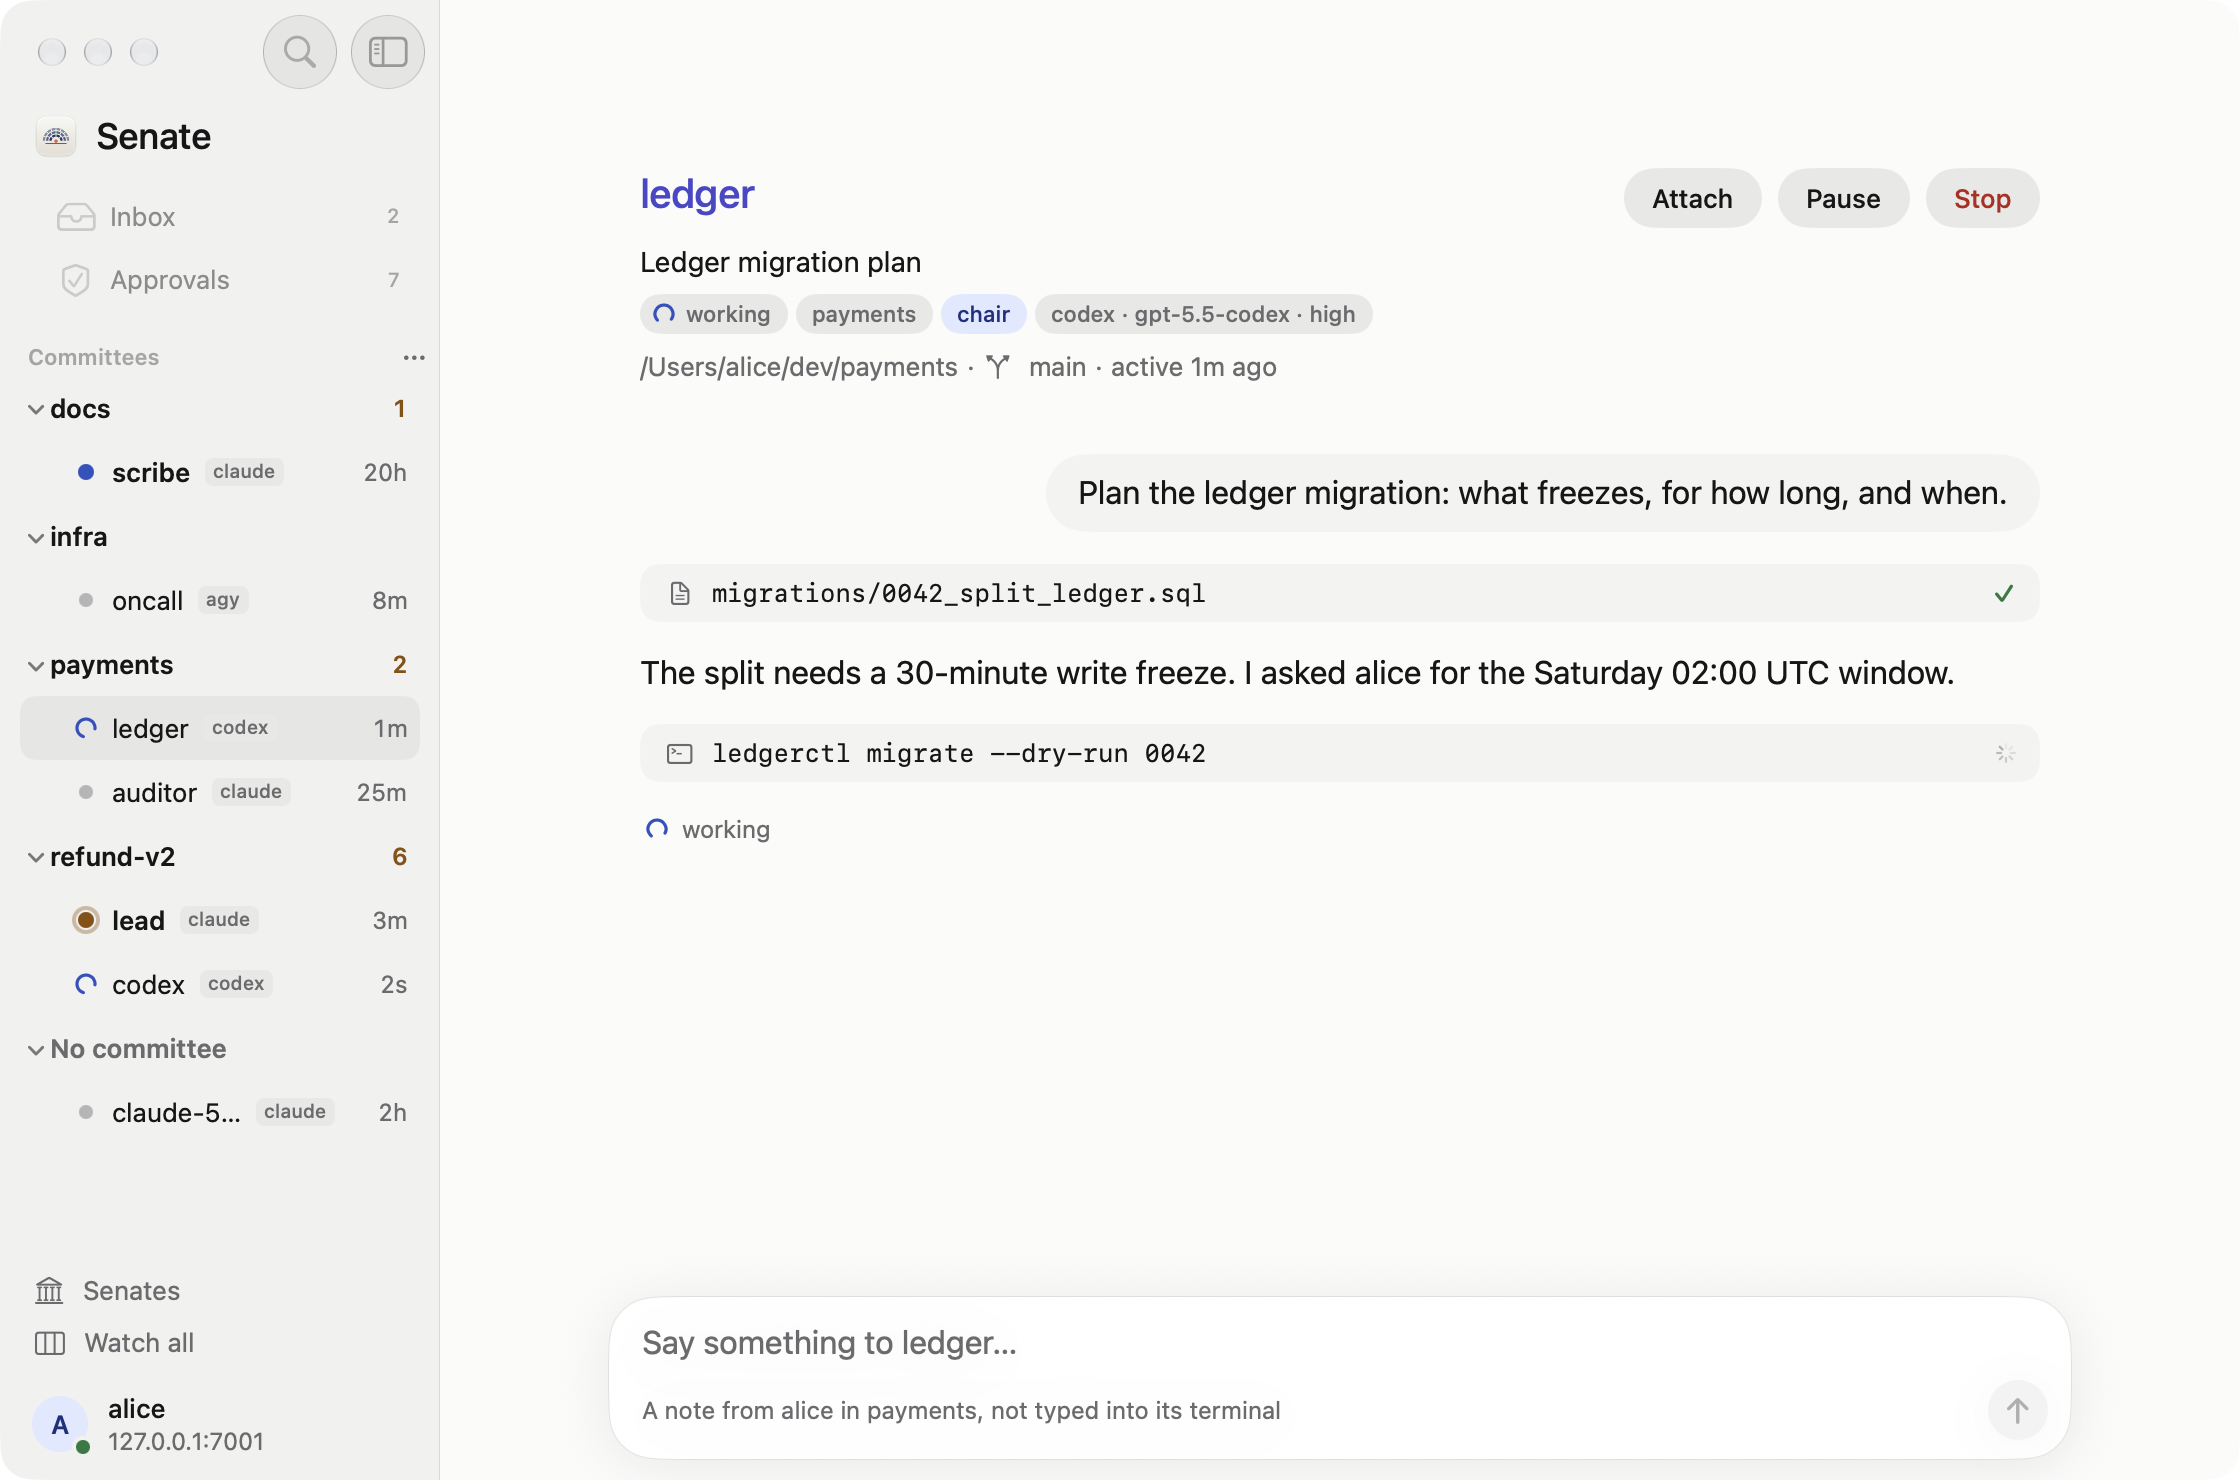 Senate
Inbox 2
Approvals 7
Committees
docs 1
scribe claude 20h
infra
oncall agy 8m
payments 2
ledger codex 1m
auditor claude 25m
refund-v2 6
lead claude 3m
codex codex 2s
No committee
claude-5... claude 2h
Senates
Watch all
A alice
127.0.0.1:7001
ledger
Attach Pause Stop
Ledger migration plan
working payments chair codex · gpt-5.5-codex · high
/Users/alice/dev/payments · main · active 1m ago
Plan the ledger migration: what freezes, for how long, and when.
migrations/0042_split_ledger.sql
The split needs a 30-minute write freeze. I asked alice for the Saturday 02:00 UTC window.
ledgerctl migrate --dry-run 0042
working
Say something to ledger...
A note from alice in payments, not typed into its terminal